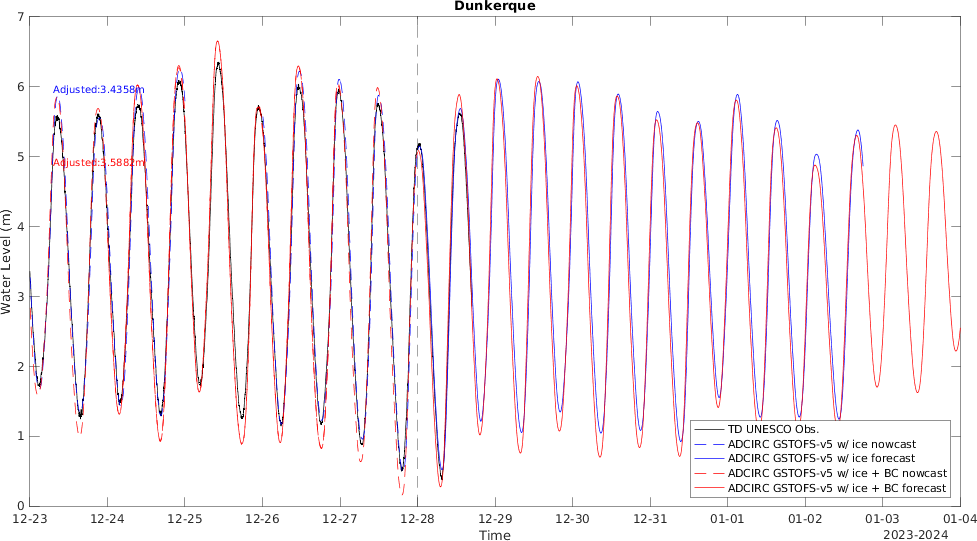 Dunkerque
7
6
5
4
3
2
1
0
Water Level (m)
Adjusted:3.4358m
Adjusted:3.5882m
TD UNESCO Obs.
ADCIRC GSTOFS-v5 w/ ice nowcast
ADCIRC GSTOFS-v5 w/ ice forecast
ADCIRC GSTOFS-v5 w/ ice + BC nowcast
ADCIRC GSTOFS-v5 w/ ice + BC forecast
12-23 12-24 12-25 12-26 12-27 12-28 12-29 12-30 12-31 01-01 01-02 01-03 01-04
Time
2023-2024